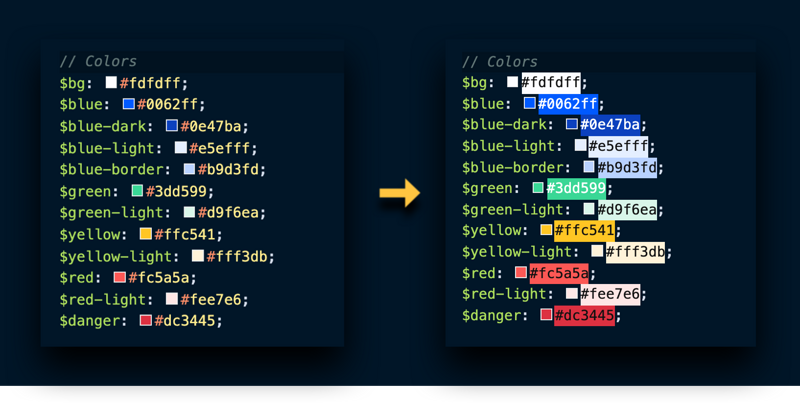 // Colors
$bg: #fdfdff;
$blue: #0062ff;
$blue-dark: #0e47ba;
$blue-light: #e5efff;
$blue-border: #b9d3fd;
$green: #3dd599;
$green-light: #d9f6ea;
$yellow: #ffc541;
$yellow-light: #fff3db;
$red: #fc5a5a;
$red-light: #fee7e6;
$danger: #dc3445;
// Colors
$bg: #fdfdff;
$blue: #0062ff;
$blue-dark: #0e47ba;
$blue-light: #e5efff;
$blue-border: #b9d3fd;
$green: #3dd599;
$green-light: #d9f6ea;
$yellow: #ffc541;
$yellow-light: #fff3db;
$red: #fc5a5a;
$red-light: #fee7e6;
$danger: #dc3445;